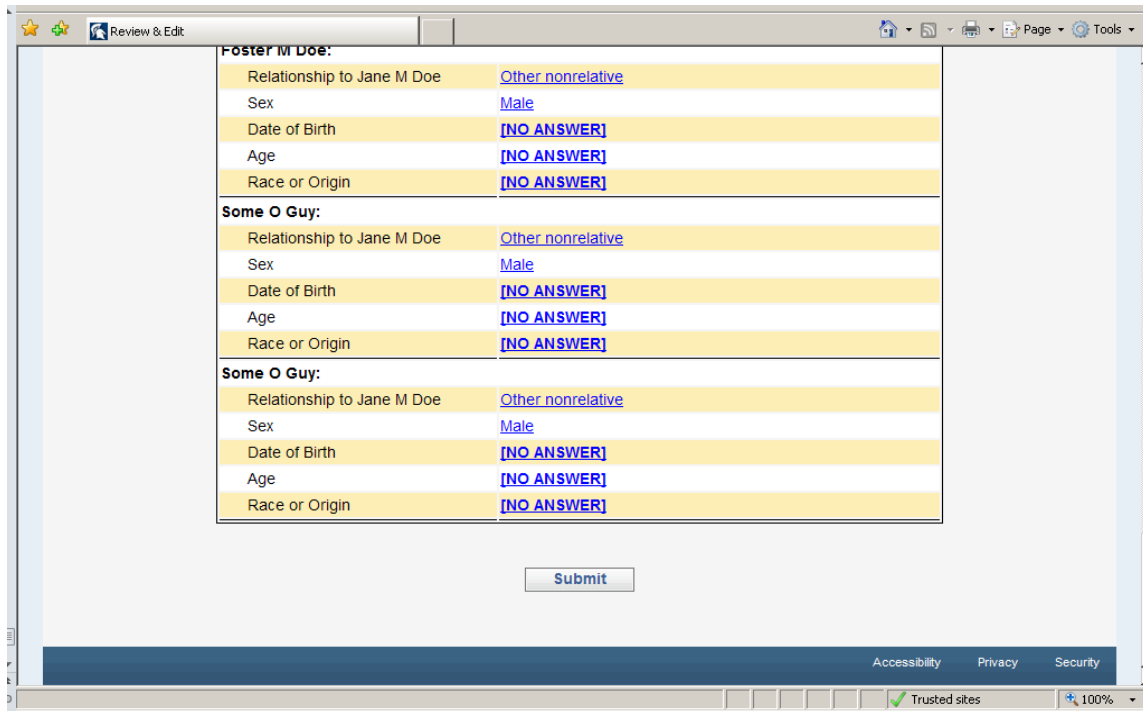 Review & Edit
Page
Tools
Foster M Doe:
Relationship to Jane M Doe Other nonrelative
Sex Male
Date of Birth [NO ANSWER]
Age [NO ANSWER]
Race or Origin [NO ANSWER]
Some O Guy:
Relationship to Jane M Doe Other nonrelative
Sex Male
Date of Birth [NO ANSWER]
Age [NO ANSWER]
Race or Origin [NO ANSWER]
Some O Guy:
Relationship to Jane M Doe Other nonrelative
Sex Male
Date of Birth [NO ANSWER]
Age [NO ANSWER]
Race or Origin [NO ANSWER]
Submit
Accessibility Privacy Security
Trusted sites 100%